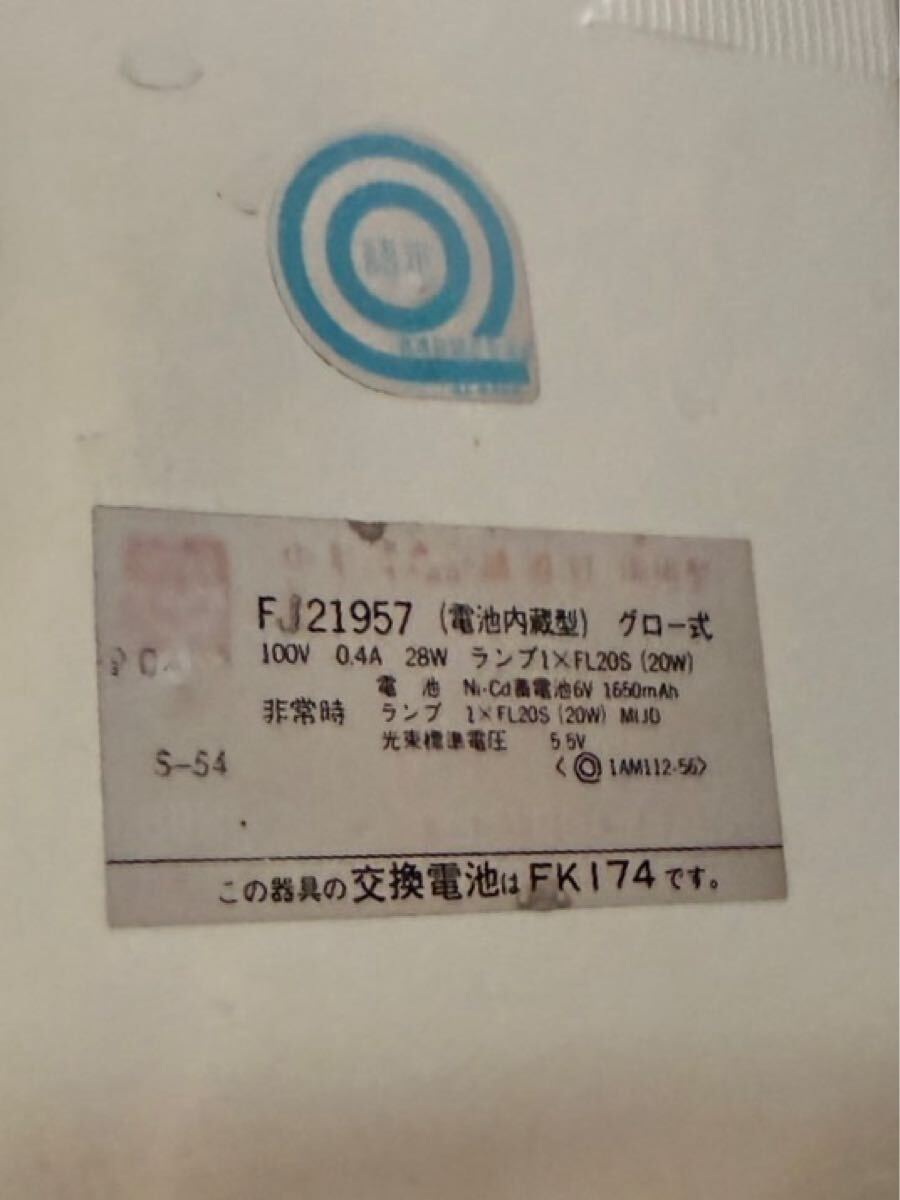 FJ21957 (電池内蔵型) グロー式
100V 0.4A 28W ランプ1×FL20S (20W)
電池 Ni-Cd蓄電池6V 1650mAh
非常時 ランプ 1×FL20S (20W) MIJD
光束標準電圧 5.5V
S-54
<◎ 1AM112-56>
この器具の交換電池はFK174です。